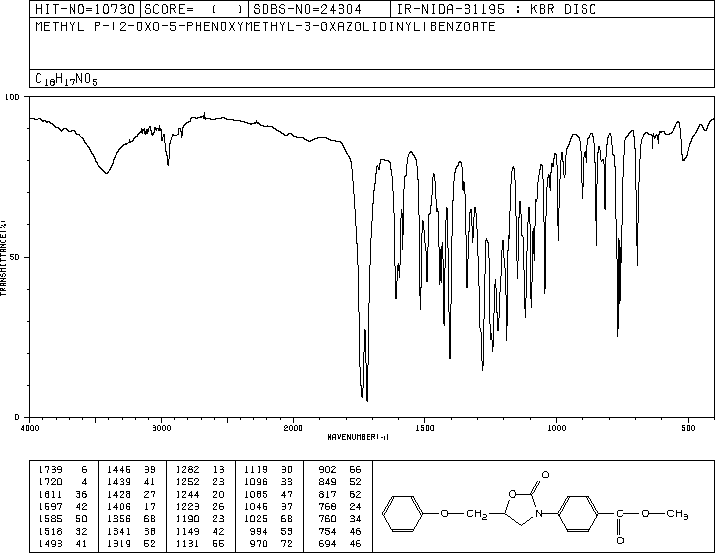 HIT-NO=10730 SCORE= ( ) SDBS-NO=24304 IR-NIDA-31195 : KBR DISC
METHYL P-(2-OXO-5-PHENOXYMETHYL-3-OXAZOLIDINYL)BENZOATE
C18H17NO5
100
50
0
TRANSMITTANCE(%)
4000 3000 2000 1500 1000 500
WAVENUMBER(-1)
1739 6 1446 39 1282 13 1119 30 902 66
1720 4 1439 41 1252 23 1096 33 849 52
1611 36 1428 27 1244 20 1085 47 817 62
1597 42 1406 17 1223 26 1046 37 768 24
1585 50 1356 68 1190 23 1025 68 760 34
1516 32 1341 38 1149 42 994 59 754 46
1493 41 1319 62 1131 66 970 72 694 46
O
O
O CH2 N
O CH3
O